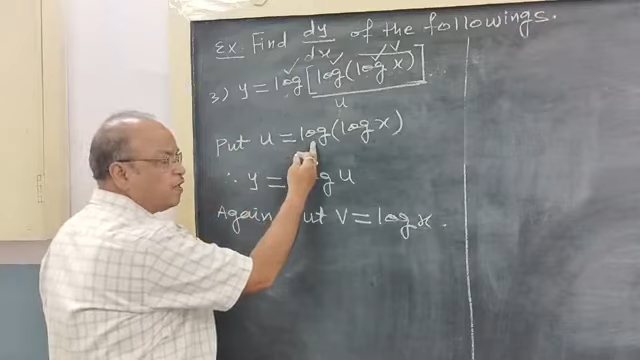 Ex. Find dy/dx of the followings.
3) y = log[log(log x)]
v
u
Put u = log(log x)
∴ y = log u
Again put v = log x.